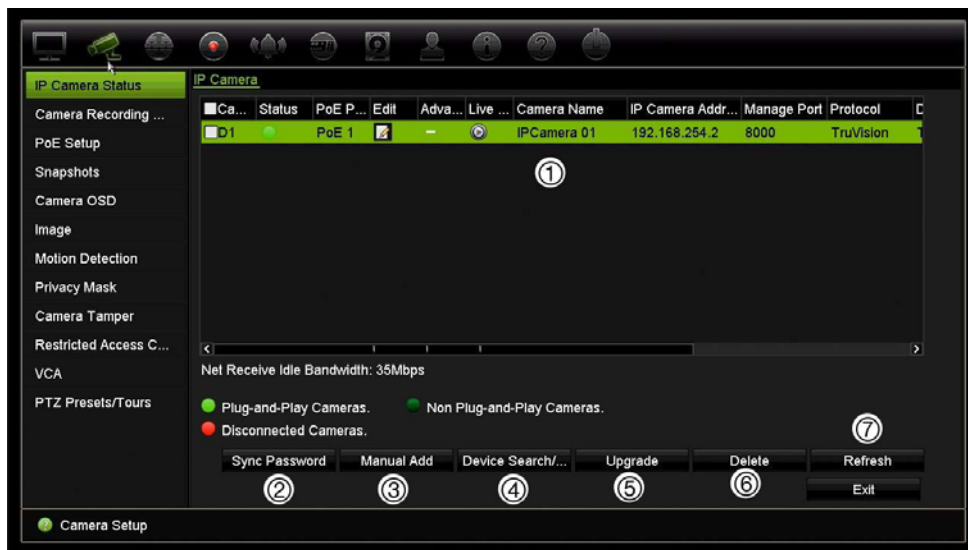 IP Camera Status
Camera Recording ...
PoE Setup
Snapshots
Camera OSD
Image
Motion Detection
Privacy Mask
Camera Tamper
Restricted Access C...
VCA
PTZ Presets/Tours
IP Camera
Ca... Status PoE P... Edit Adva... Live ... Camera Name IP Camera Addr... Manage Port Protocol D
D1 PoE 1 – IPCamera 01 192.168.254.2 8000 TruVision T
①
Net Receive Idle Bandwidth: 35Mbps
Plug-and-Play Cameras. Non Plug-and-Play Cameras.
Disconnected Cameras.
⑦
Sync Password Manual Add Device Search/... Upgrade Delete Refresh
② ③ ④ ⑤ ⑥
Exit
Camera Setup